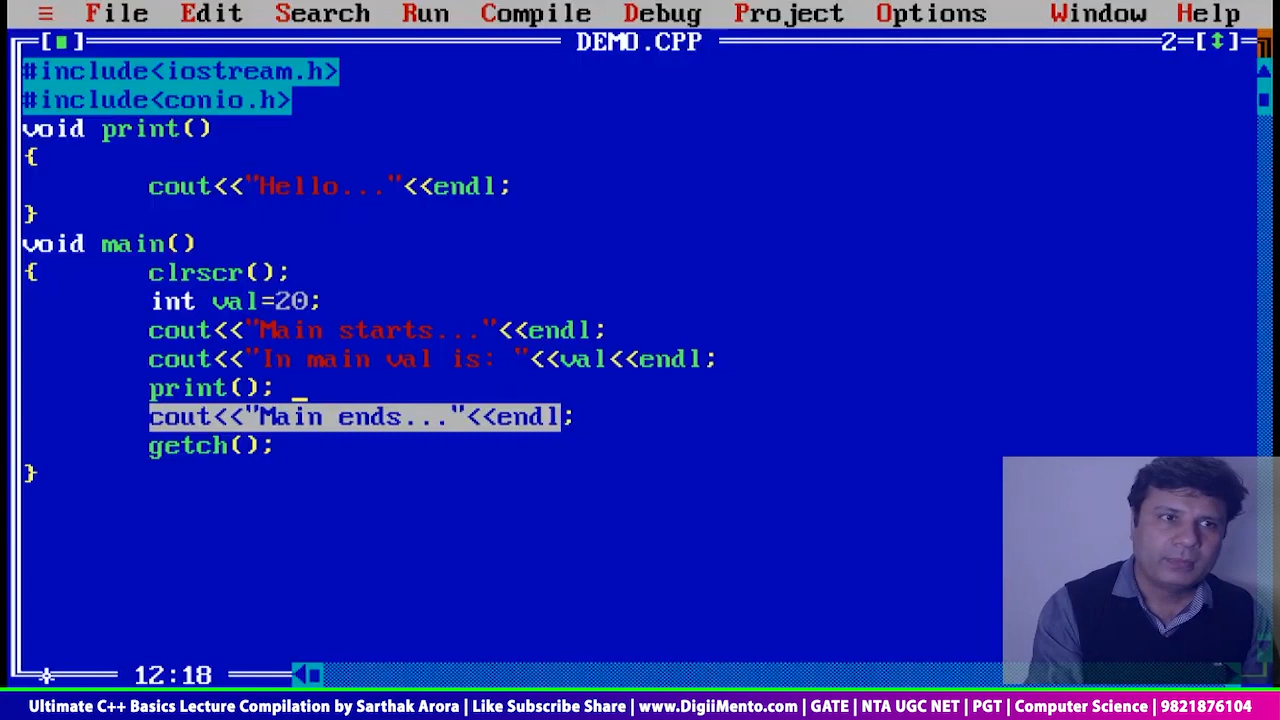 ≡ File Edit Search Run Compile Debug Project Options Window Help
[■] DEMO.CPP 2=[↕]
#include<iostream.h>
#include<conio.h>
void print()
{
cout<<"Hello..."<<endl;
}
void main()
{ clrscr();
int val=20;
cout<<"Main starts..."<<endl;
cout<<"In main val is: "<<val<<endl;
print(); _
cout<<"Main ends..."<<endl;
getch();
}
12:18
Ultimate C++ Basics Lecture Compilation by Sarthak Arora | Like Subscribe Share | www.DigiiMento.com | GATE | NTA UGC NET | PGT | Computer Science | 9821876104